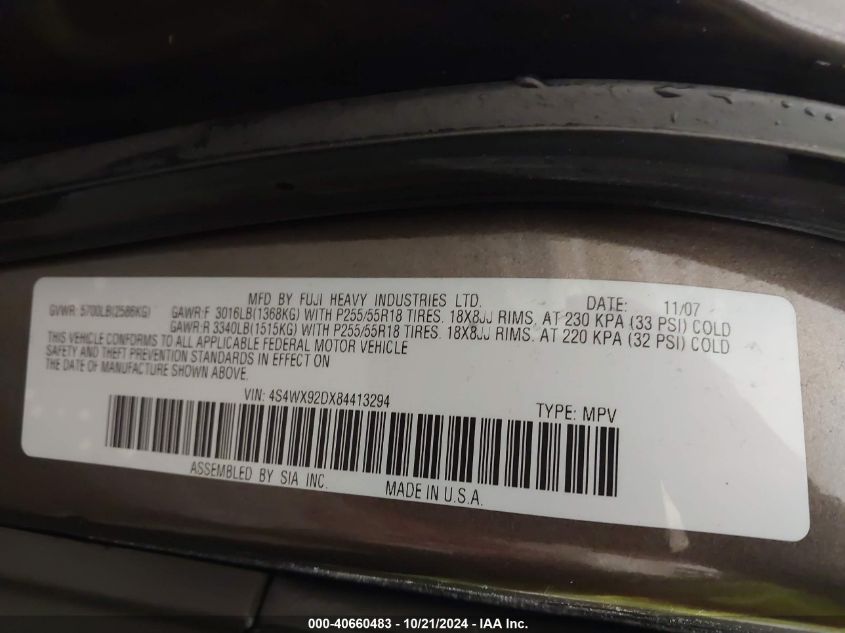 MFD BY FUJI HEAVY INDUSTRIES LTD. DATE: 11/07
GVWR: 5700LB(2586KG) GAWR:F 3016LB(1368KG) WITH P255/55R18 TIRES. 18X8JJ RIMS. AT 230 KPA (33 PSI) COLD
GAWR:R 3340LB(1515KG) WITH P255/55R18 TIRES. 18X8JJ RIMS. AT 220 KPA (32 PSI) COLD
THIS VEHICLE CONFORMS TO ALL APPLICABLE FEDERAL MOTOR VEHICLE
SAFETY AND THEFT PREVENTION STANDARDS IN EFFECT ON
THE DATE OF MANUFACTURE SHOWN ABOVE.
VIN: 4S4WX92DX84413294 TYPE: MPV
ASSEMBLED BY SIA INC. MADE IN U.S.A.
000-40660483 - 10/21/2024 - IAA Inc.